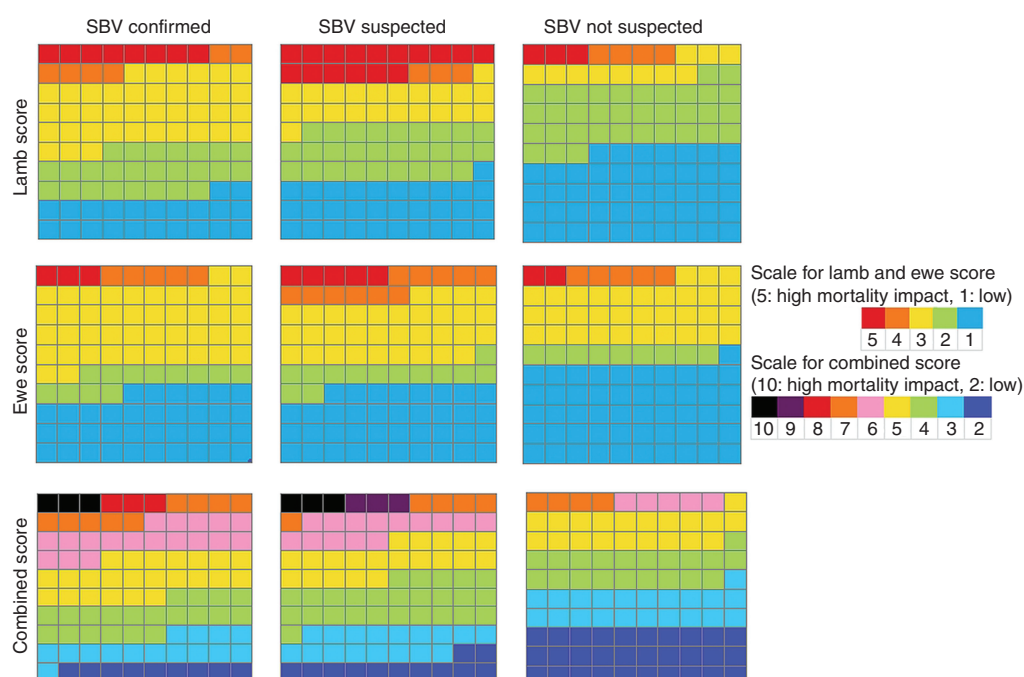 SBV confirmed
SBV suspected
SBV not suspected
Lamb score
Ewe score
Scale for lamb and ewe score
(5: high mortality impact, 1: low)
5 4 3 2 1
Scale for combined score
(10: high mortality impact, 2: low)
10 9 8 7 6 5 4 3 2
Combined score